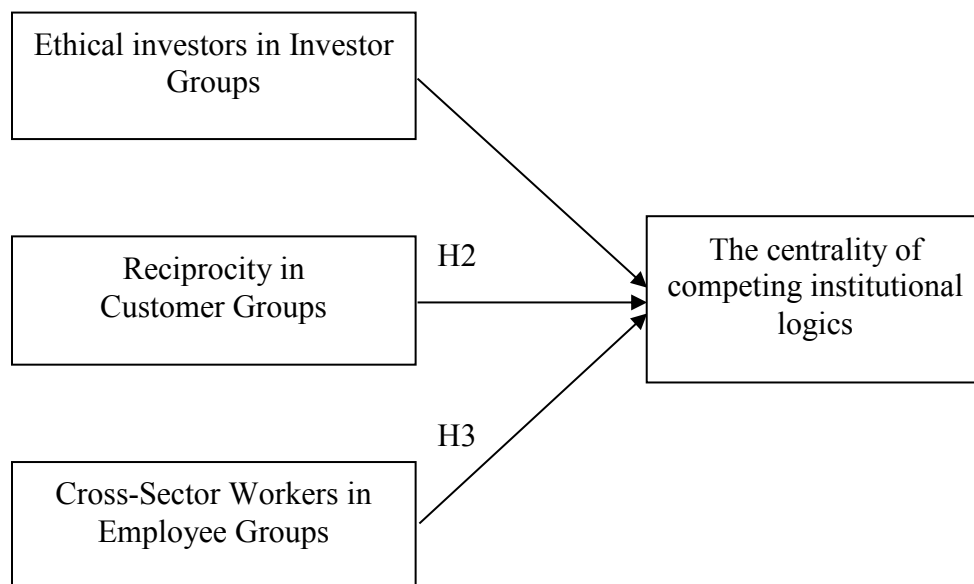 Ethical investors in Investor
Groups
H2
Reciprocity in
Customer Groups
The centrality of
competing institutional
logics
H3
Cross-Sector Workers in
Employee Groups